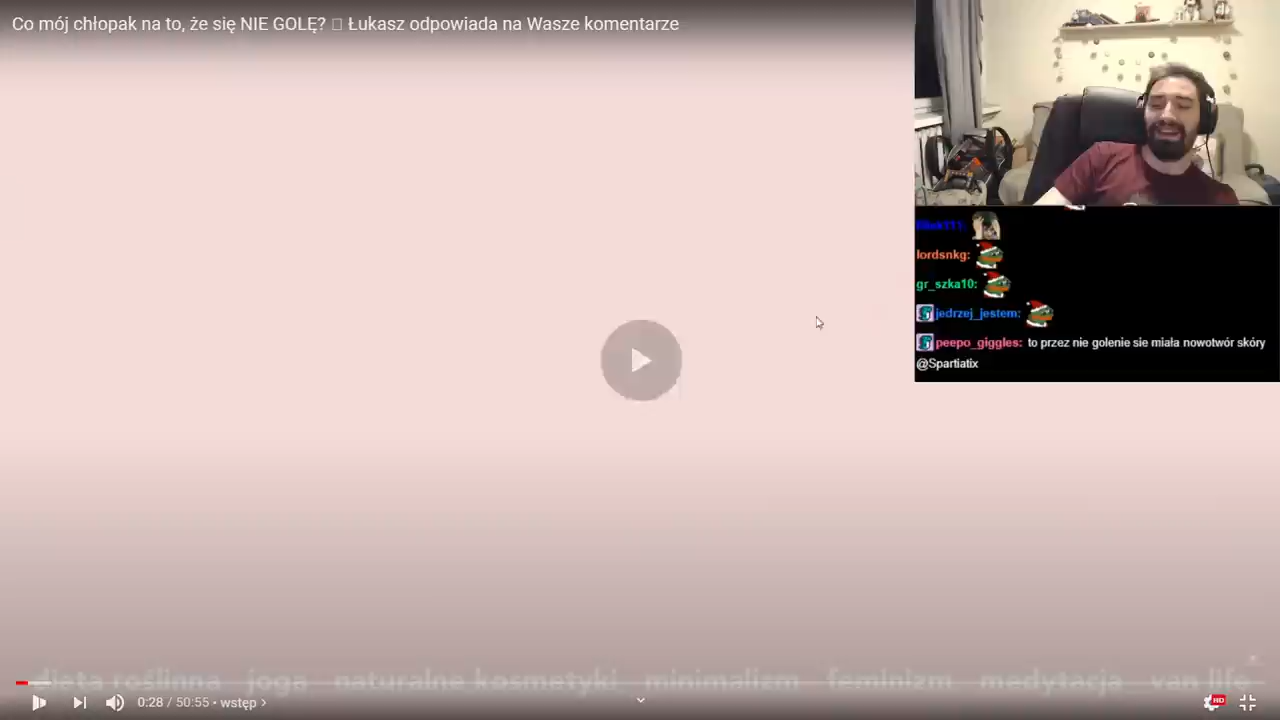 Co mój chłopak na to, że się NIE GOLĘ? Łukasz odpowiada na Wasze komentarze
lordsnkg:
gr_szka10:
jedrzej_jestem:
peepo_giggles: to przez nie golenie sie miała nowotwór skóry
@Spartiatix
dieta roślinna joga naturalne kosmetyki minimalizm feminizm medytacja van life
0:28 / 50:55 • wstęp
HD